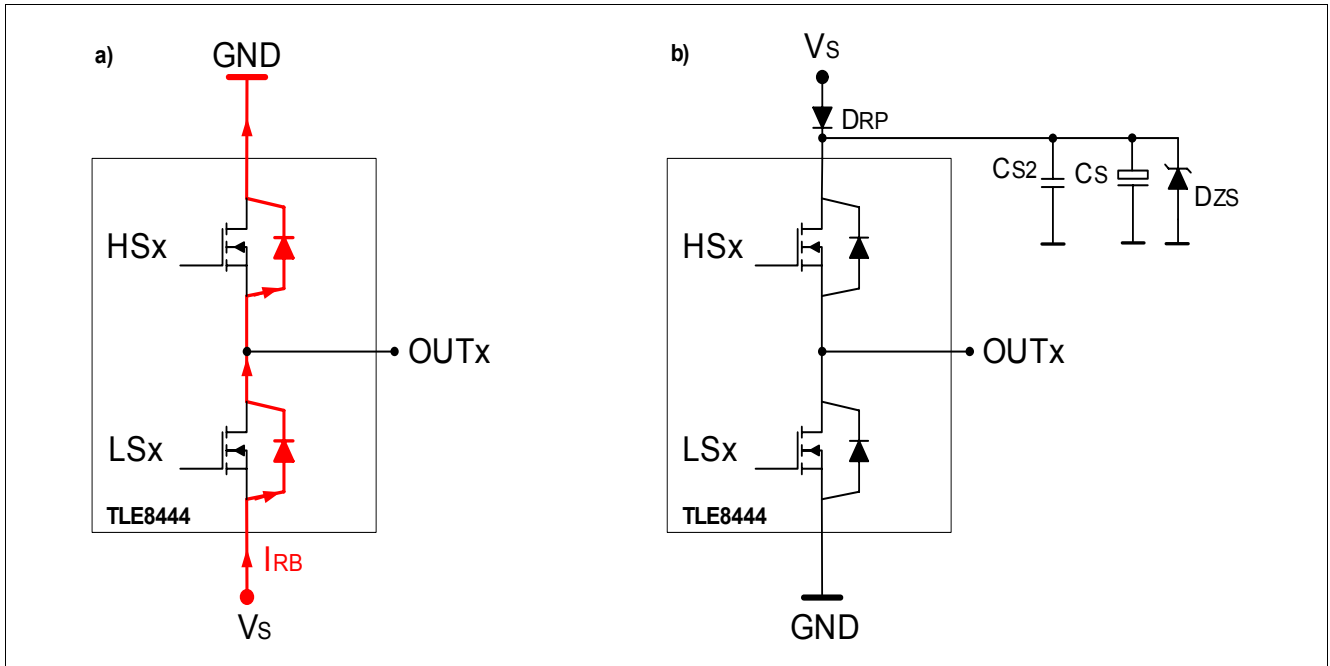 a)
GND
HSx
OUTx
LSx
TLE8444
IRB
VS
b)
VS
DRP
CS2
CS
DZS
HSx
OUTx
LSx
TLE8444
GND